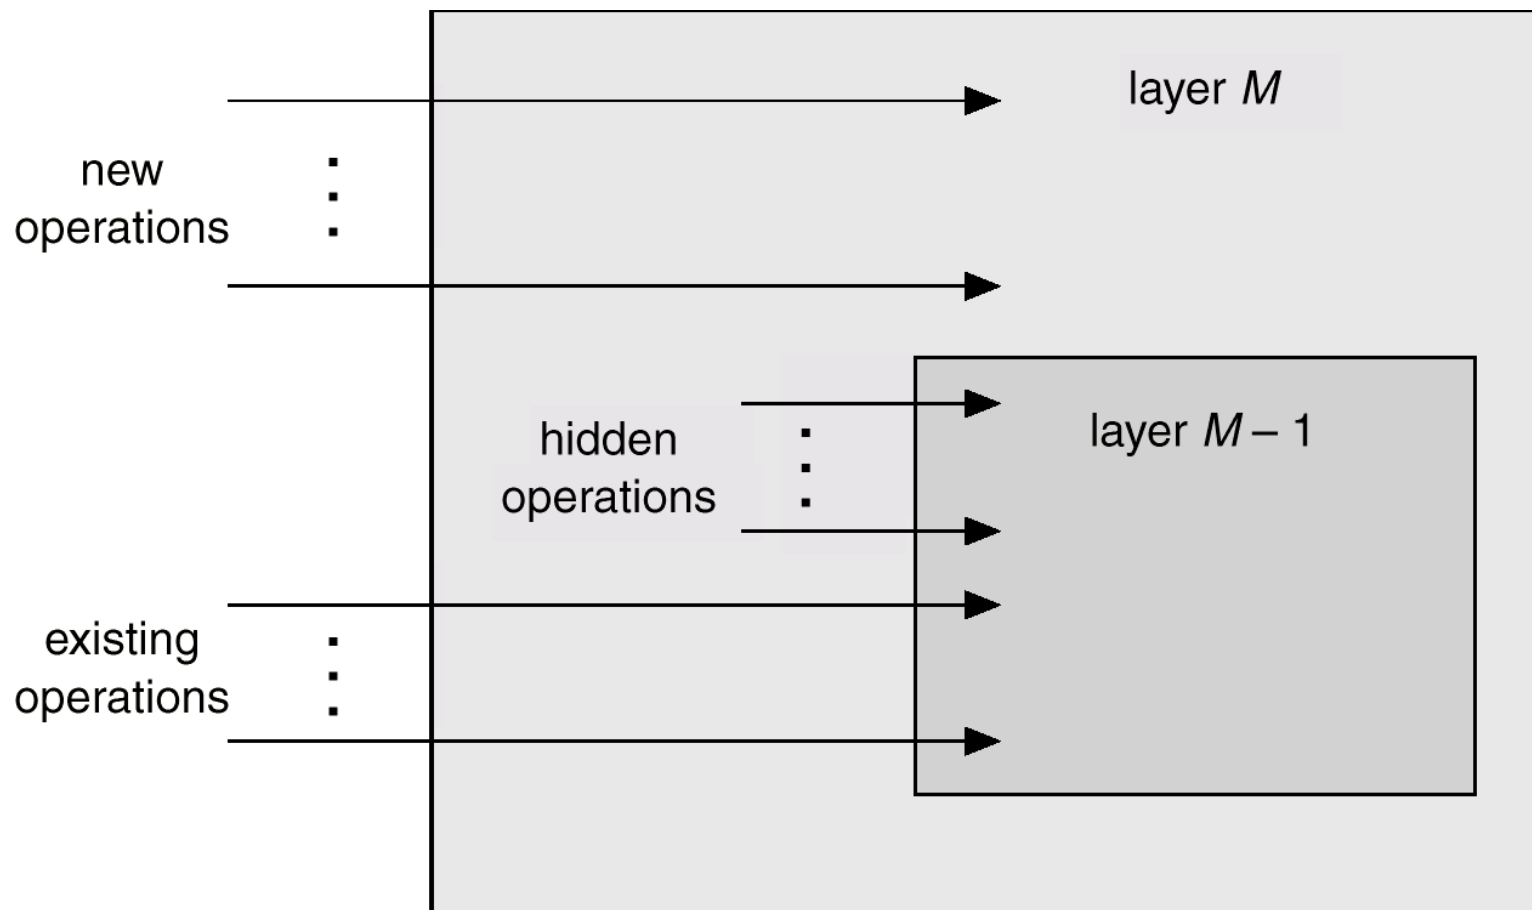 layer M
new
operations
hidden
operations
layer M – 1
existing
operations